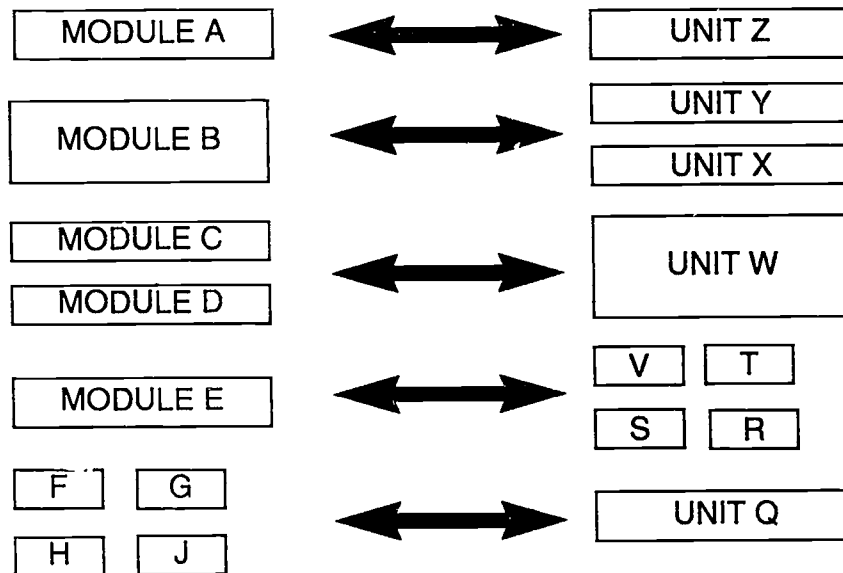 MODULE A
UNIT Z
MODULE B
UNIT Y
UNIT X
MODULE C
MODULE D
UNIT W
MODULE E
V T
S R
F G
H J
UNIT Q